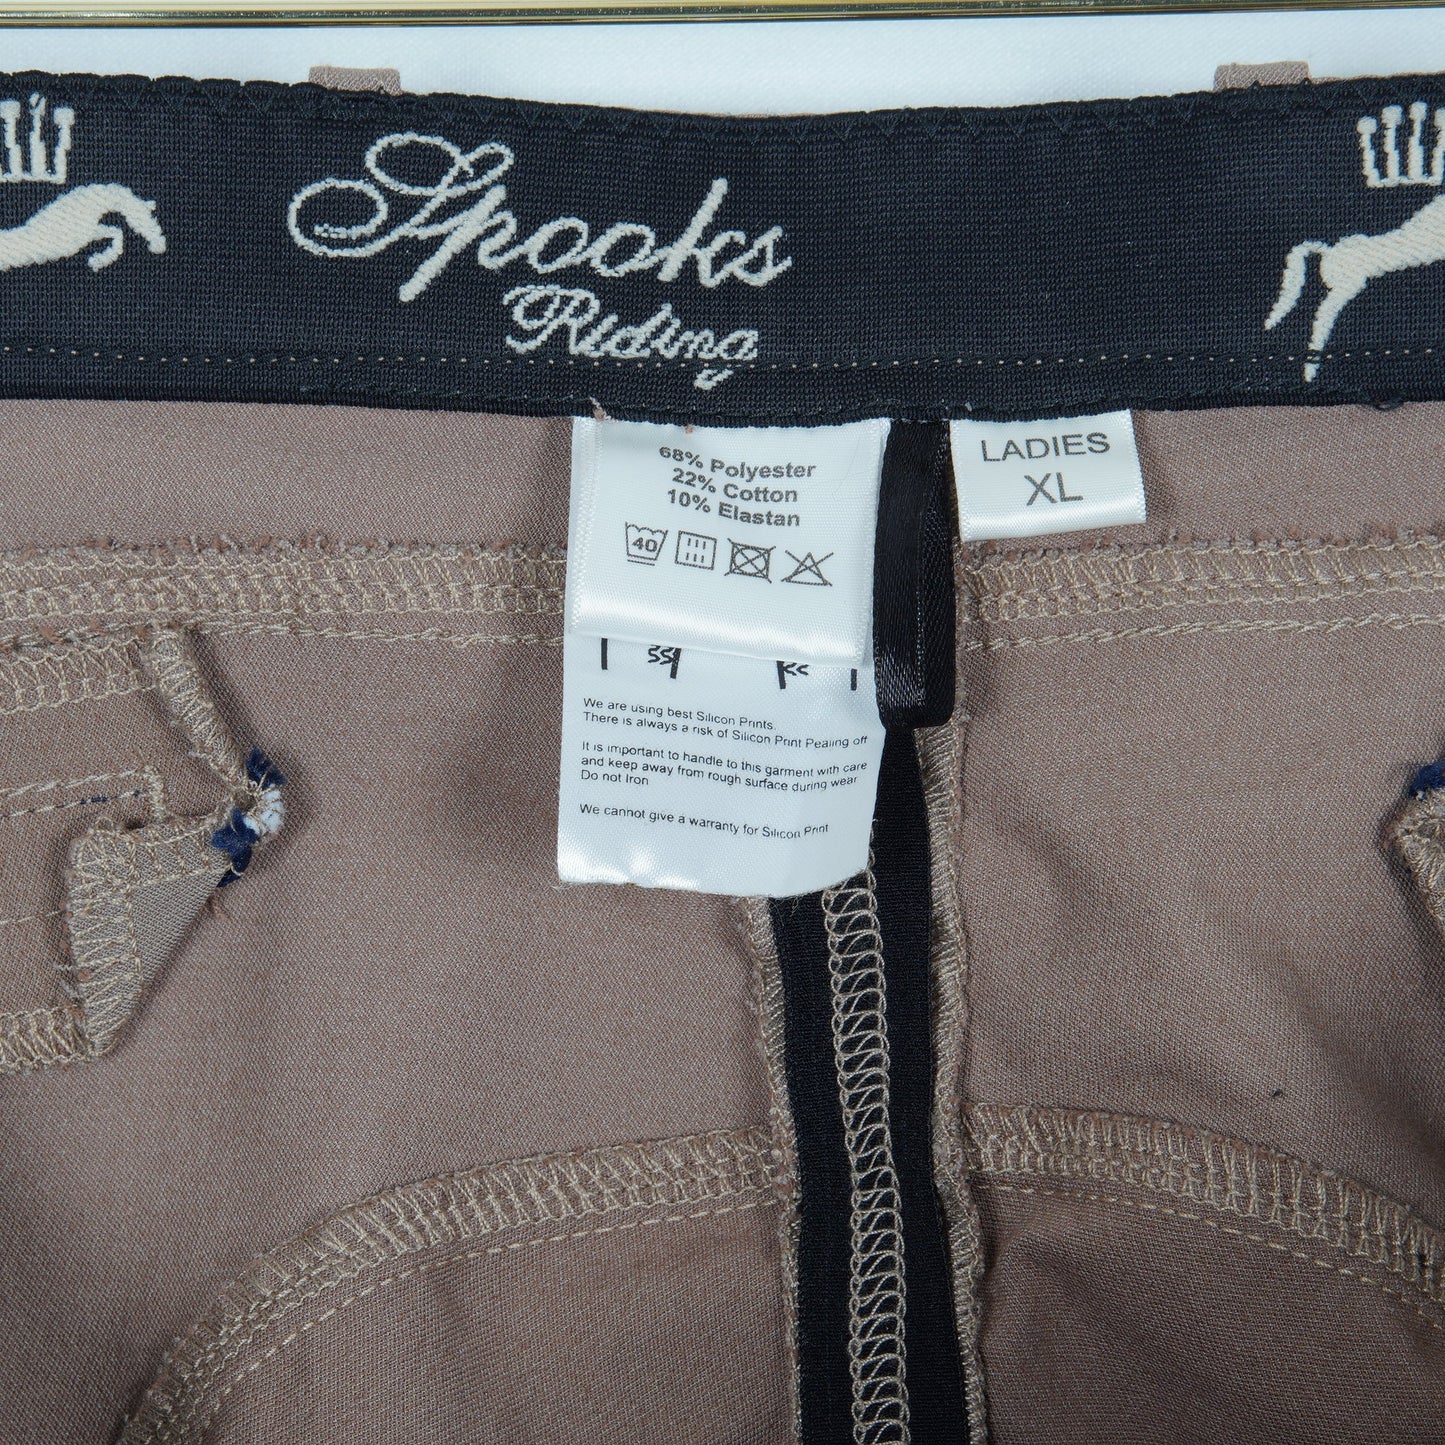 Spooks
Riding
68% Polyester
22% Cotton
10% Elastan
40
LADIES
XL
We are using best Silicon Prints
There is always a risk of Silicon Print Pealing off
It is important to handle to this garment with care
and keep away from rough surface during wear
Do not Iron
We cannot give a warranty for Silicon Print